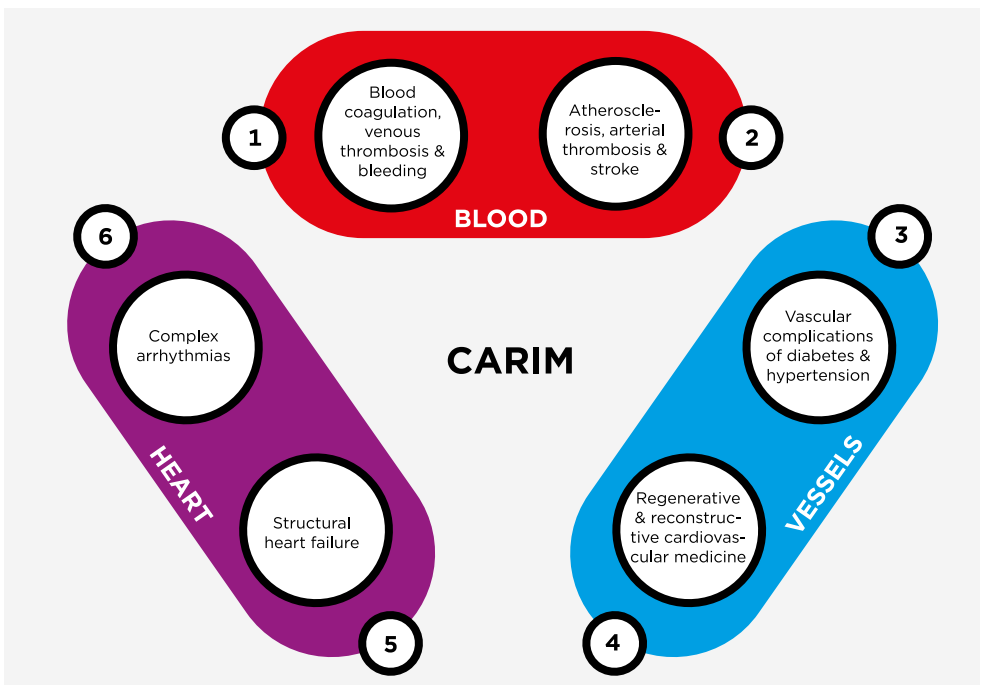 1
Blood
coagulation,
venous
thrombosis &
bleeding
Atheroscle-
rosis, arterial
thrombosis &
stroke
2
BLOOD
3
Vascular
complications
of diabetes &
hypertension
Regenerative
& reconstruc-
tive cardiovas-
cular medicine
VESSELS
4
5
Structural
heart failure
HEART
6
Complex
arrhythmias
CARIM